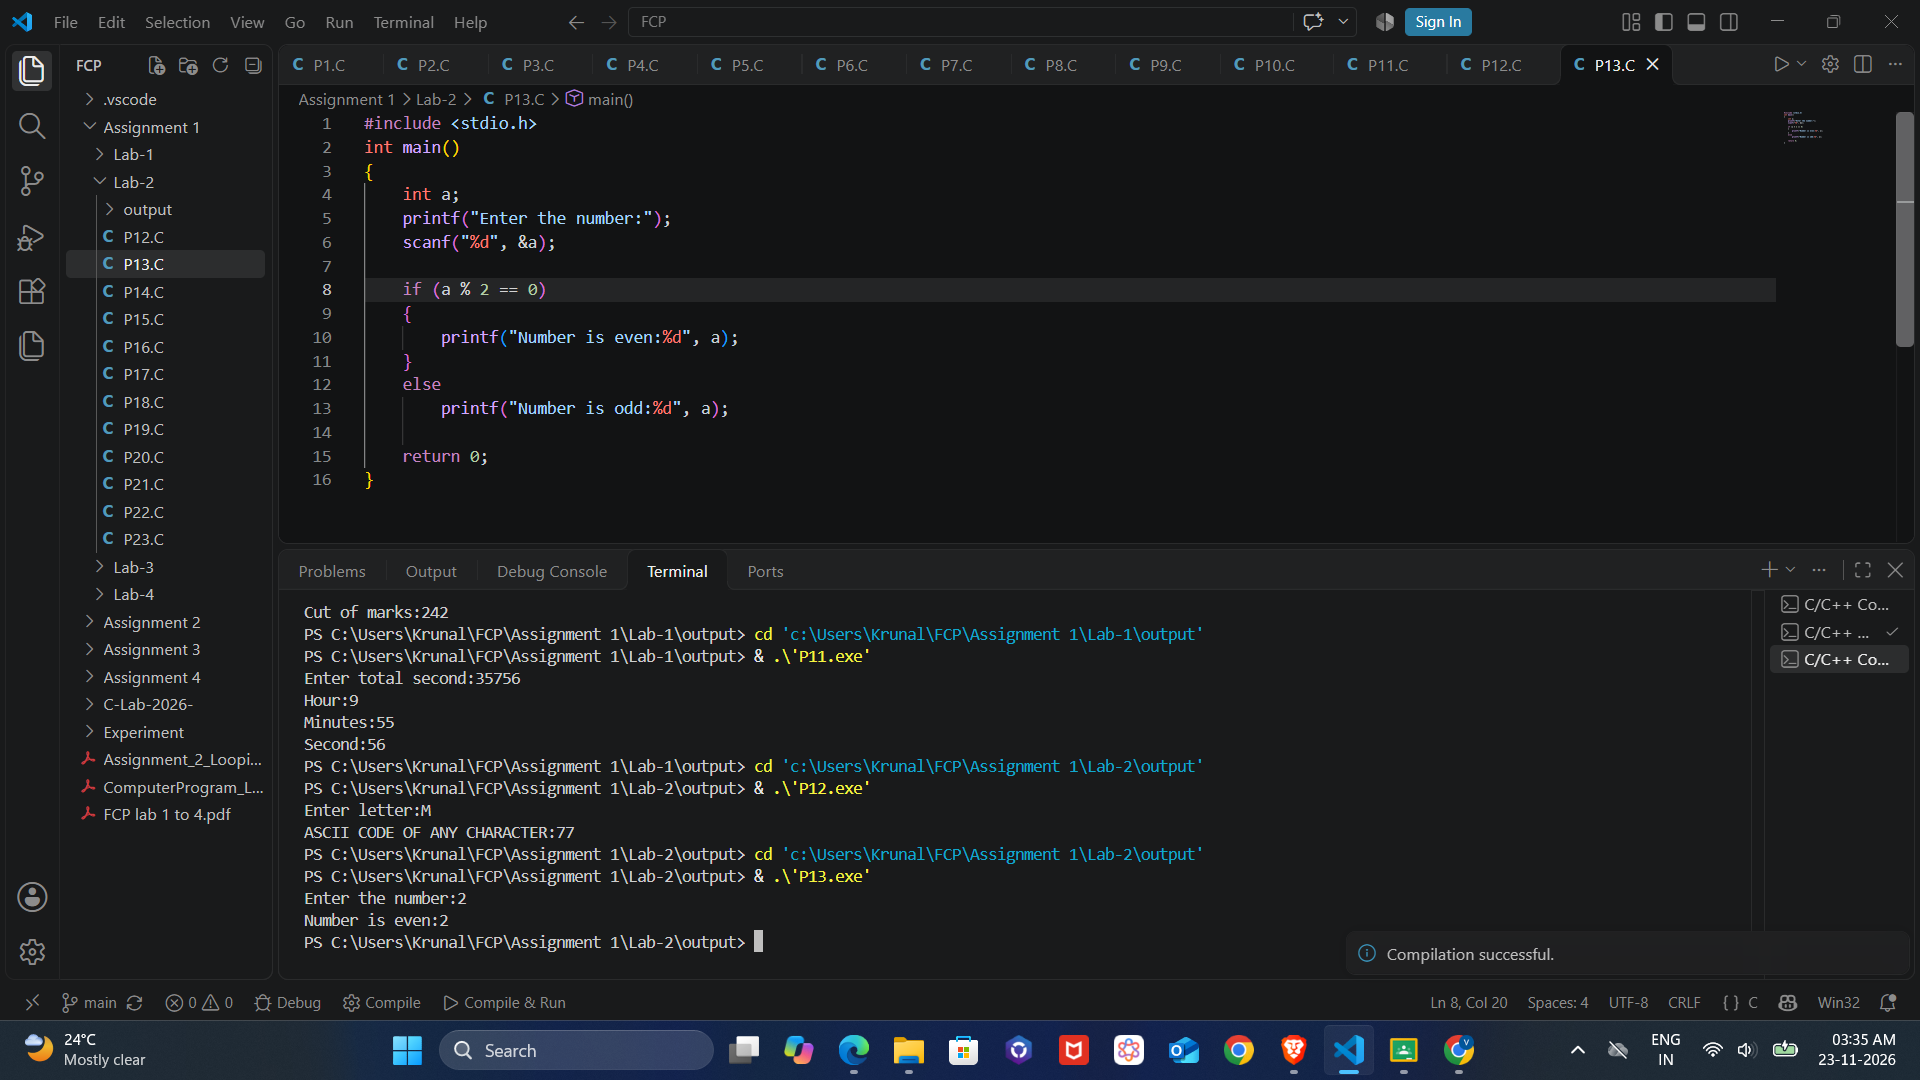 File Edit Selection View Go Run Terminal Help FCP Sign In
FCP
.vscode
Assignment 1
Lab-1
Lab-2
output
P12.C
P13.C
P14.C
P15.C
P16.C
P17.C
P18.C
P19.C
P20.C
P21.C
P22.C
P23.C
Lab-3
Lab-4
Assignment 2
Assignment 3
Assignment 4
C-Lab-2026-
Experiment
Assignment_2_Loopi...
ComputerProgram_L...
FCP lab 1 to 4.pdf
C P1.C C P2.C C P3.C C P4.C C P5.C C P6.C C P7.C C P8.C C P9.C C P10.C C P11.C C P12.C C P13.C
Assignment 1 > Lab-2 > C P13.C > main()
1 #include <stdio.h>
2 int main()
3 {
4 int a;
5 printf("Enter the number:");
6 scanf("%d", &a);
7
8 if (a % 2 == 0)
9 {
10 printf("Number is even:%d", a);
11 }
12 else
13 printf("Number is odd:%d", a);
14
15 return 0;
16 }
Problems Output Debug Console Terminal Ports
Cut of marks:242
PS C:\Users\Krunal\FCP\Assignment 1\Lab-1\output> cd 'c:\Users\Krunal\FCP\Assignment 1\Lab-1\output'
PS C:\Users\Krunal\FCP\Assignment 1\Lab-1\output> & .\'P11.exe'
Enter total second:35756
Hour:9
Minutes:55
Second:56
PS C:\Users\Krunal\FCP\Assignment 1\Lab-1\output> cd 'c:\Users\Krunal\FCP\Assignment 1\Lab-2\output'
PS C:\Users\Krunal\FCP\Assignment 1\Lab-2\output> & .\'P12.exe'
Enter letter:M
ASCII CODE OF ANY CHARACTER:77
PS C:\Users\Krunal\FCP\Assignment 1\Lab-2\output> cd 'c:\Users\Krunal\FCP\Assignment 1\Lab-2\output'
PS C:\Users\Krunal\FCP\Assignment 1\Lab-2\output> & .\'P13.exe'
Enter the number:2
Number is even:2
PS C:\Users\Krunal\FCP\Assignment 1\Lab-2\output>
C/C++ Co...
C/C++ ...
C/C++ Co...
Compilation successful.
main 0 0 Debug Compile Compile & Run Ln 8, Col 20 Spaces: 4 UTF-8 CRLF { } C Win32
24°C
Mostly clear
Search
ENG
IN
03:35 AM
23-11-2026